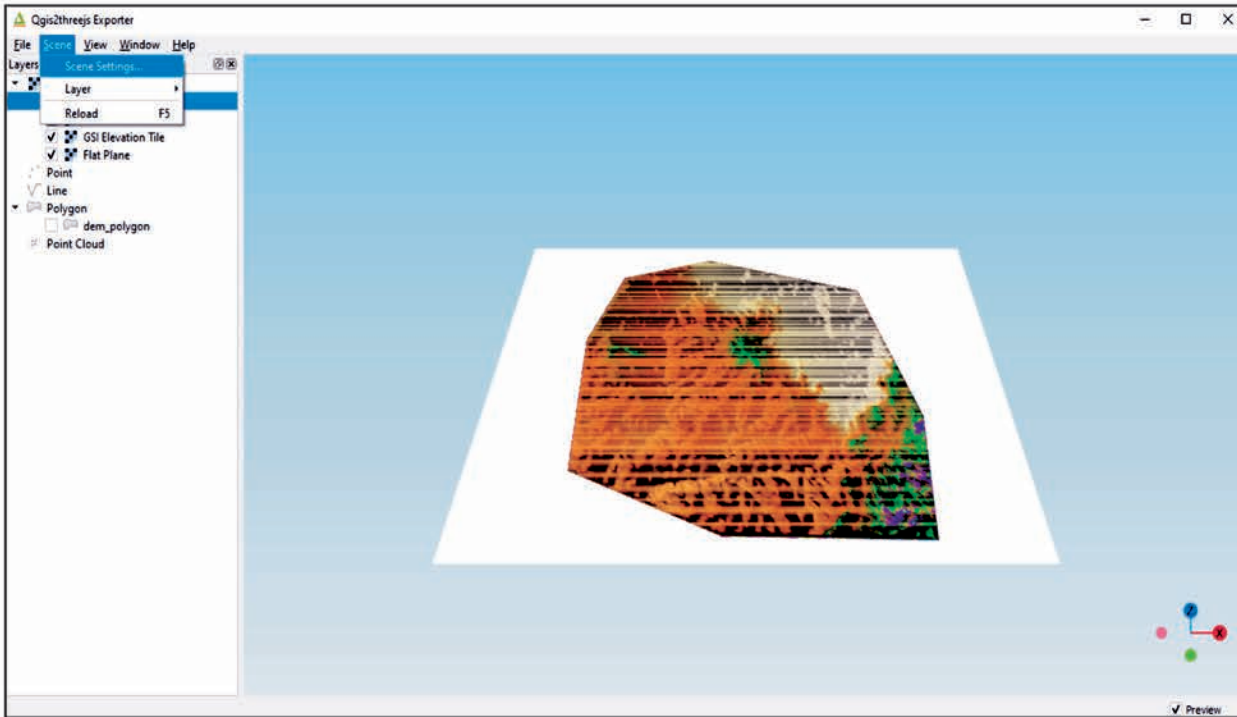 Qgis2threejs Exporter
File Scene View Window Help
Layers
Scene Settings...
Layer
Reload F5
GSI Elevation Tile
Flat Plane
Point
Line
Polygon
dem_polygon
Point Cloud
Z
X
Preview